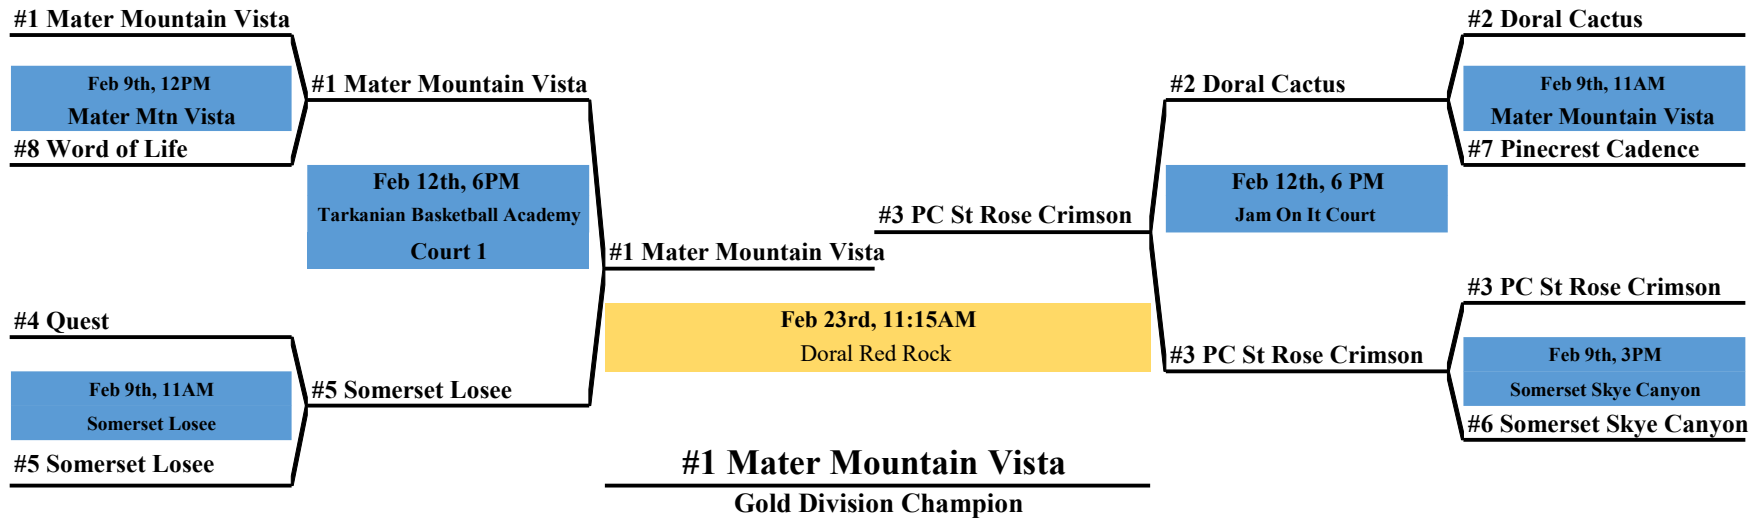 #1 Mater Mountain Vista
Feb 9th, 12PM
Mater Mtn Vista
#8 Word of Life
#1 Mater Mountain Vista
Feb 12th, 6PM
Tarkanian Basketball Academy
Court 1
#4 Quest
Feb 9th, 11AM
Somerset Losee
#5 Somerset Losee
#5 Somerset Losee
#1 Mater Mountain Vista
#3 PC St Rose Crimson
Feb 23rd, 11:15AM
Doral Red Rock
#1 Mater Mountain Vista
Gold Division Champion
#2 Doral Cactus
Feb 12th, 6 PM
Jam On It Court
#3 PC St Rose Crimson
#2 Doral Cactus
Feb 9th, 11AM
Mater Mountain Vista
#7 Pinecrest Cadence
#3 PC St Rose Crimson
Feb 9th, 3PM
Somerset Skye Canyon
#6 Somerset Skye Canyon